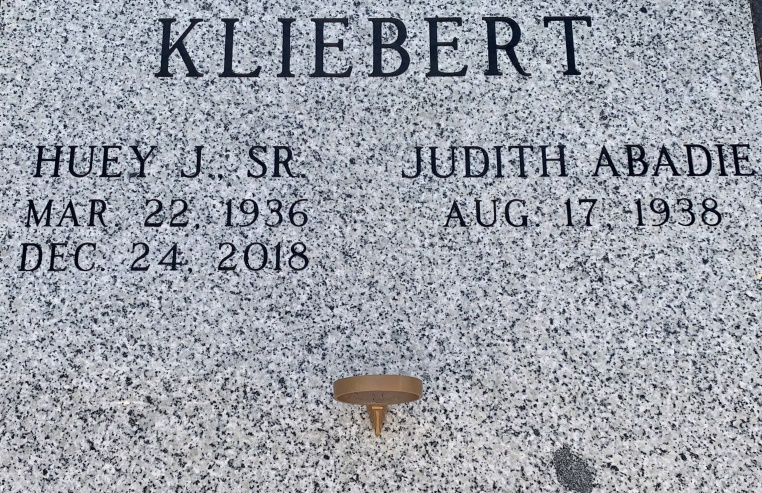 KLIEBERT
HUEY J., SR.
MAR. 22, 1936
DEC. 24, 2018
JUDITH ABADIE
AUG. 17, 1938